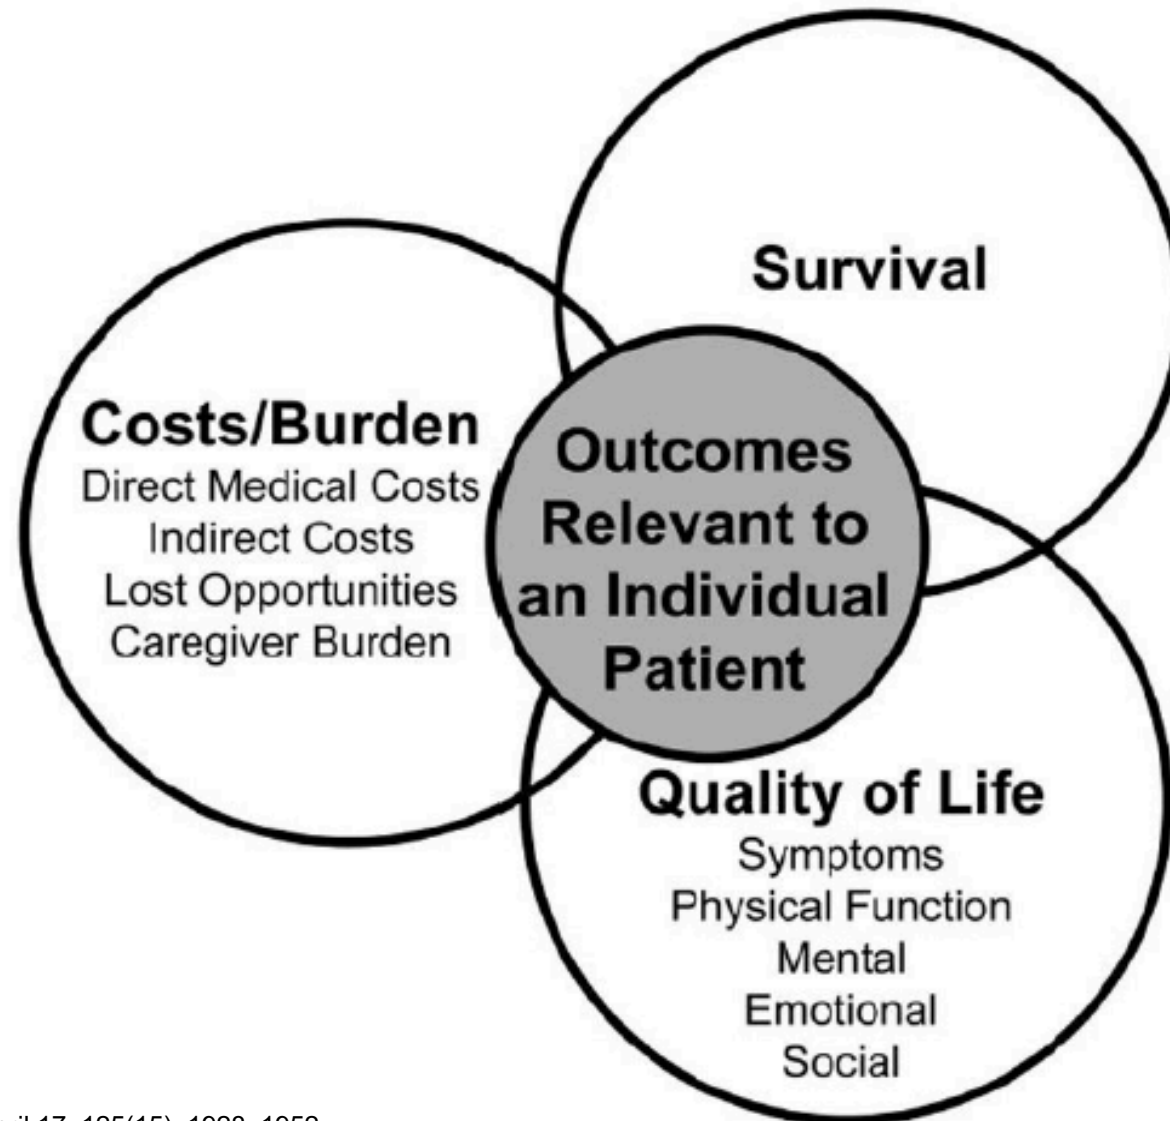 Survival
Costs/Burden
Direct Medical Costs
Indirect Costs
Lost Opportunities
Caregiver Burden
Outcomes
Relevant to
an Individual
Patient
Quality of Life
Symptoms
Physical Function
Mental
Emotional
Social